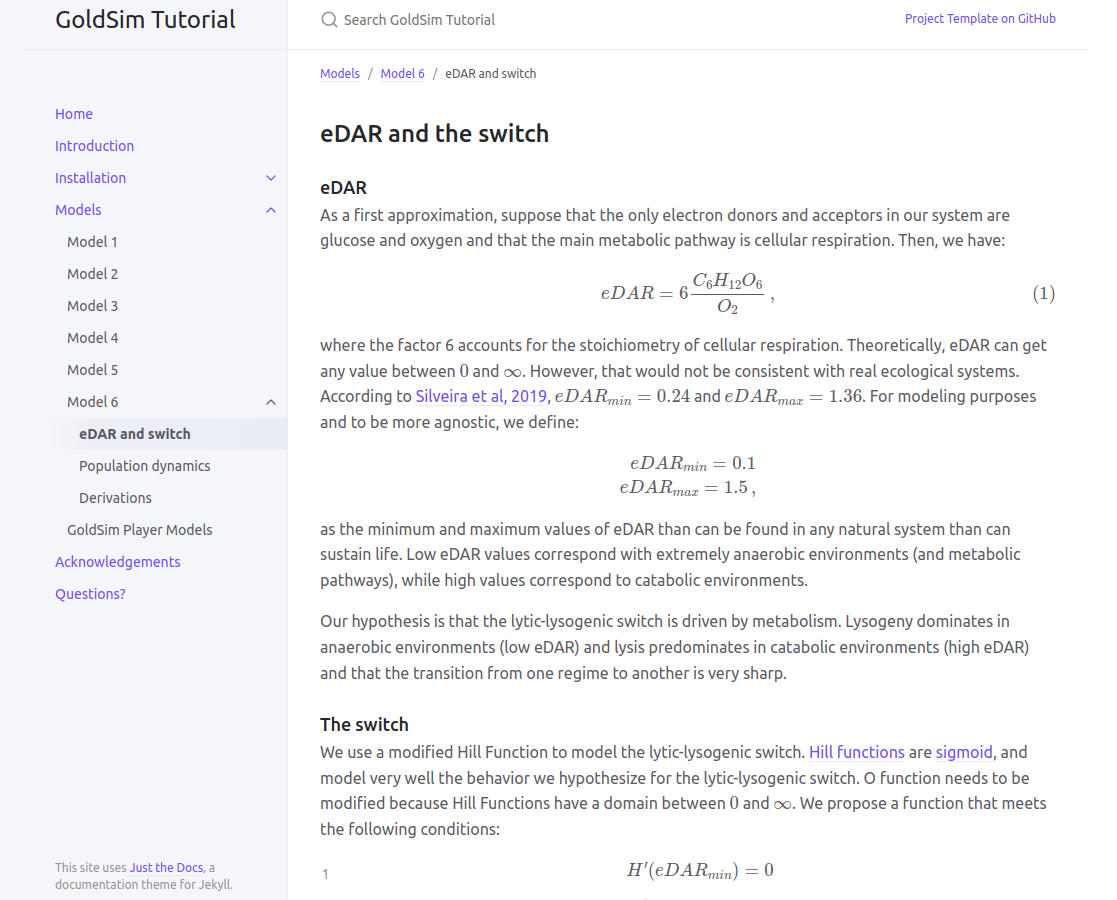 GoldSim Tutorial
Search GoldSim Tutorial
Project Template on GitHub
Home
Introduction
Installation
Models
Model 1
Model 2
Model 3
Model 4
Model 5
Model 6
eDAR and switch
Population dynamics
Derivations
GoldSim Player Models
Acknowledgements
Questions?
This site uses Just the Docs, a
documentation theme for Jekyll.
Models / Model 6 / eDAR and switch
eDAR and the switch
eDAR
As a first approximation, suppose that the only electron donors and acceptors in our system are
glucose and oxygen and that the main metabolic pathway is cellular respiration. Then, we have:
$eDAR = 6\frac{C_6H_{12}O_6}{O_2}$ , (1)
where the factor 6 accounts for the stoichiometry of cellular respiration. Theoretically, eDAR can get
any value between 0 and ∞. However, that would not be consistent with real ecological systems.
According to Silveira et al, 2019, $eDAR_{min} = 0.24$ and $eDAR_{max} = 1.36$. For modeling purposes
and to be more agnostic, we define:
$eDAR_{min} = 0.1$
$eDAR_{max} = 1.5$ ,
as the minimum and maximum values of eDAR than can be found in any natural system than can
sustain life. Low eDAR values correspond with extremely anaerobic environments (and metabolic
pathways), while high values correspond to catabolic environments.
Our hypothesis is that the lytic-lysogenic switch is driven by metabolism. Lysogeny dominates in
anaerobic environments (low eDAR) and lysis predominates in catabolic environments (high eDAR)
and that the transition from one regime to another is very sharp.
The switch
We use a modified Hill Function to model the lytic-lysogenic switch. Hill functions are sigmoid, and
model very well the behavior we hypothesize for the lytic-lysogenic switch. O function needs to be
modified because Hill Functions have a domain between 0 and ∞. We propose a function that meets
the following conditions:
1
$H'(eDAR_{min}) = 0$